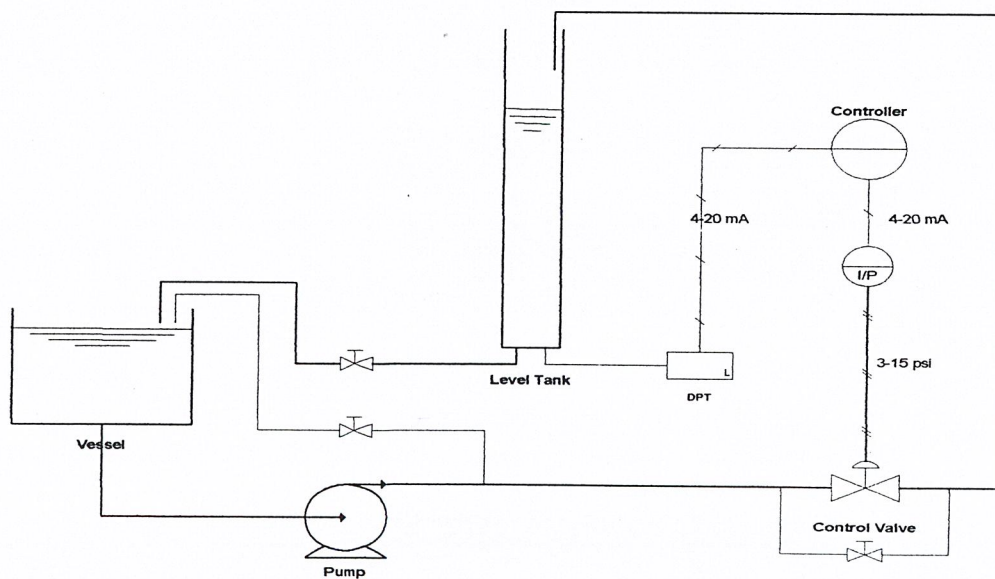 Controller
4-20 mA
4-20 mA
I/P
3-15 psi
Level Tank
L
DPT
Vessel
Control Valve
Pump